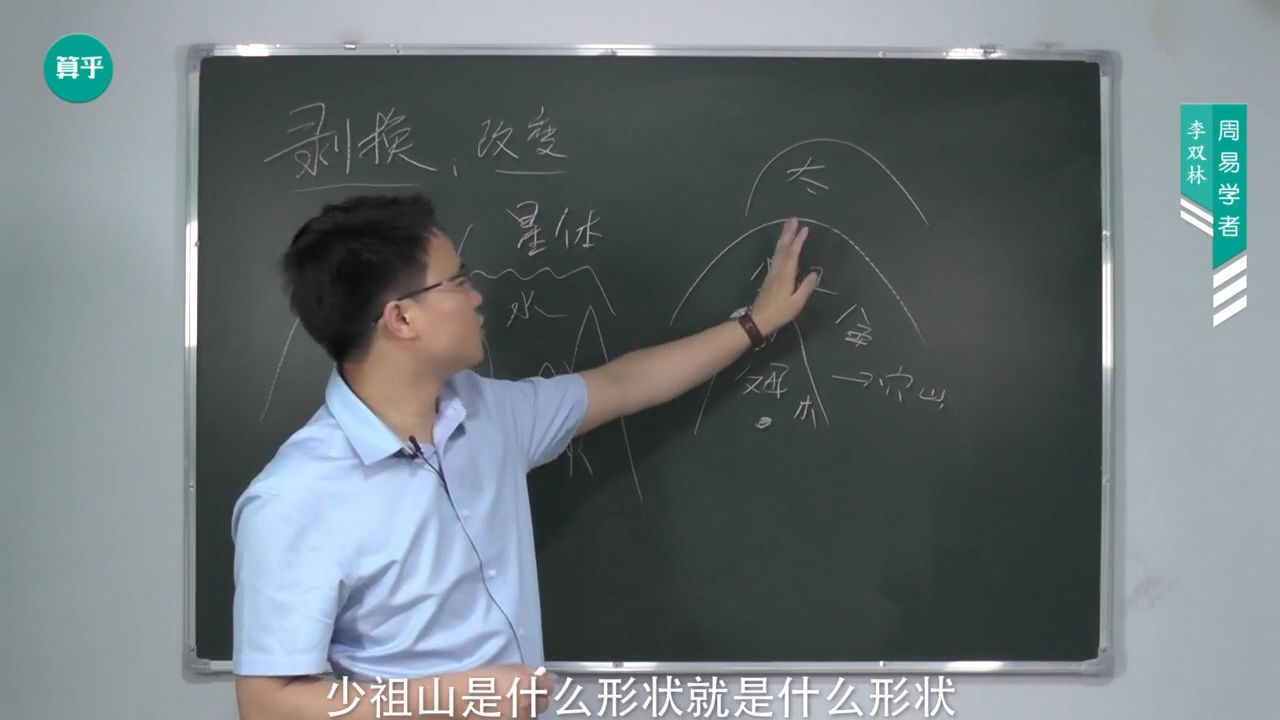 算乎
周易学者
李双林
剥换,改变
星体
水
太
少
金
→穴山
木
少祖山是什么形状就是什么形状